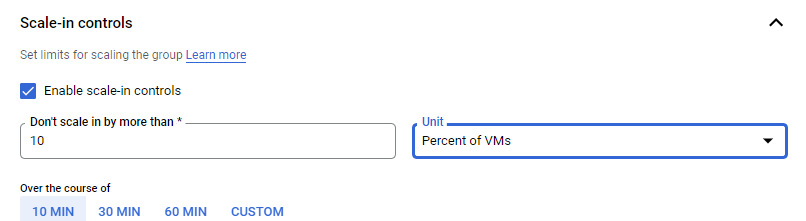 Scale-in controls
Set limits for scaling the group Learn more
Enable scale-in controls
Don't scale in by more than *
10
Unit
Percent of VMs
Over the course of
10 MIN 30 MIN 60 MIN CUSTOM